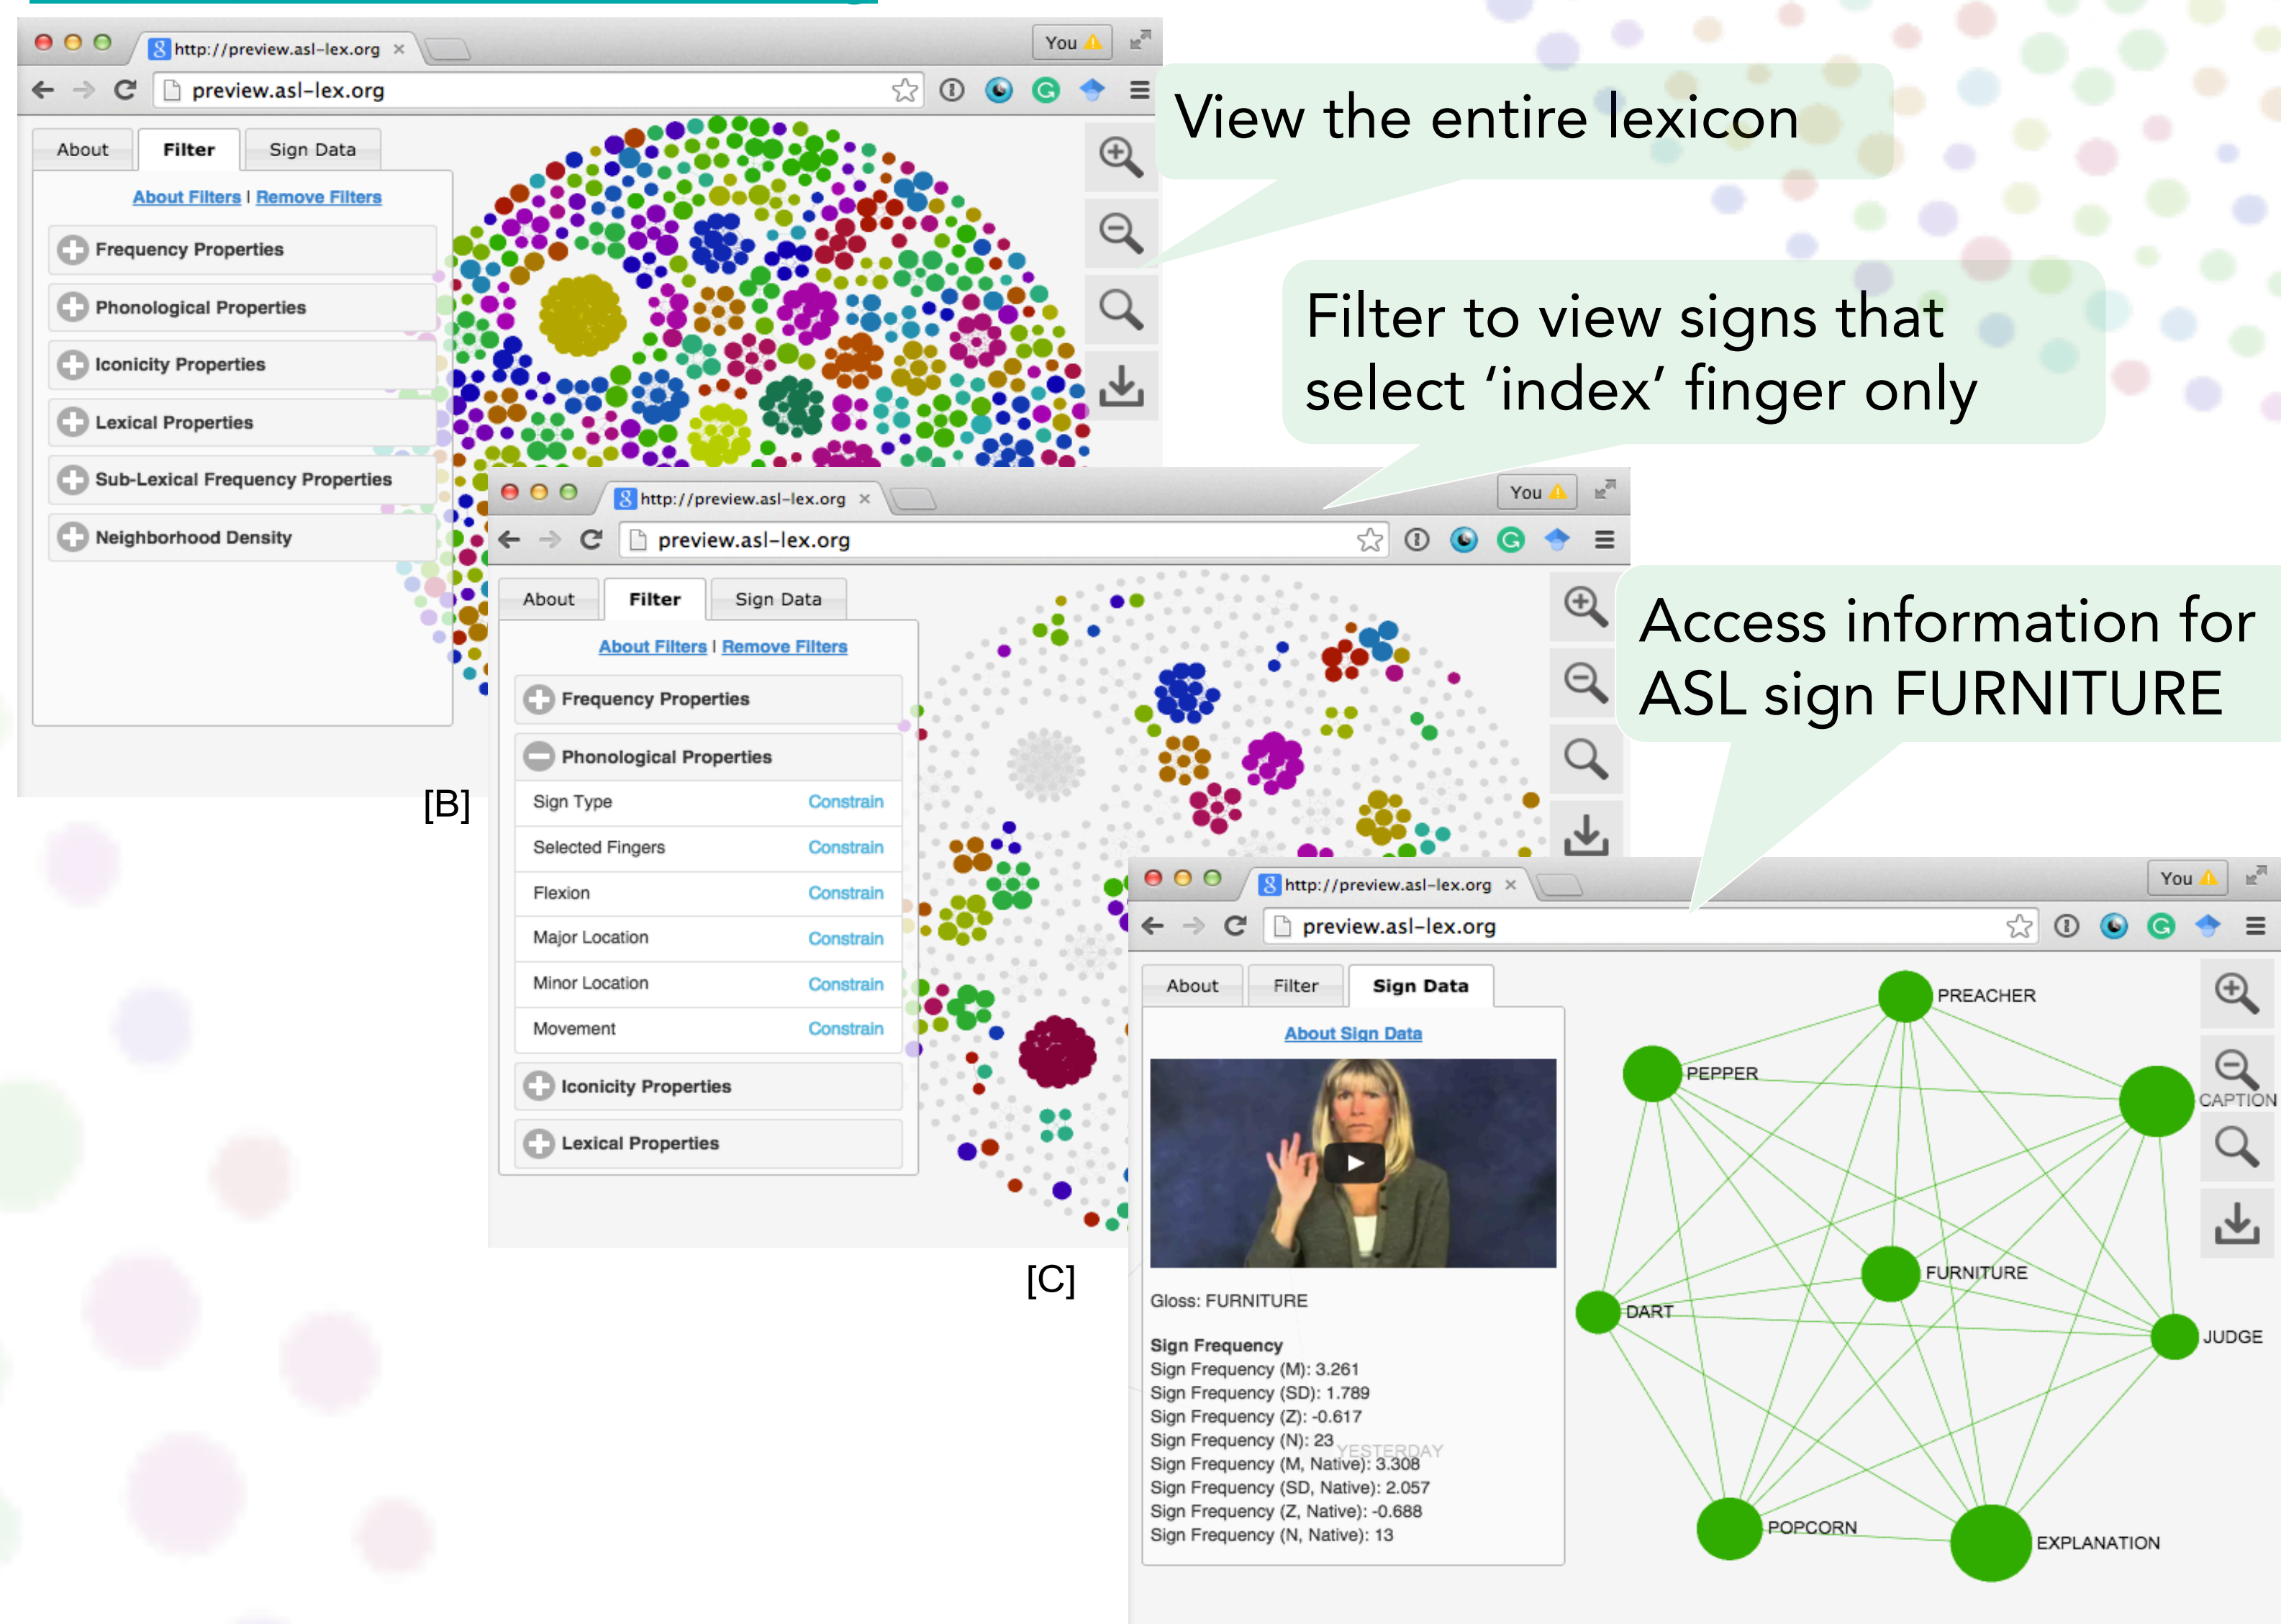 http://preview.asl-lex.org
You
preview.asl-lex.org
About
Filter
Sign Data
About Filters | Remove Filters
Frequency Properties
Phonological Properties
Iconicity Properties
Lexical Properties
Sub-Lexical Frequency Properties
Neighborhood Density
View the entire lexicon
[B]
Filter to view signs that
select ‘index’ finger only
http://preview.asl-lex.org
You
preview.asl-lex.org
About
Filter
Sign Data
About Filters | Remove Filters
Frequency Properties
Phonological Properties
Sign Type Constrain
Selected Fingers Constrain
Flexion Constrain
Major Location Constrain
Minor Location Constrain
Movement Constrain
Iconicity Properties
Lexical Properties
[C]
Access information for
ASL sign FURNITURE
http://preview.asl-lex.org
You
preview.asl-lex.org
About
Filter
Sign Data
About Sign Data
Gloss: FURNITURE
Sign Frequency
Sign Frequency (M): 3.261
Sign Frequency (SD): 1.789
Sign Frequency (Z): -0.617
Sign Frequency (N): 23
YESTERDAY
Sign Frequency (M, Native): 3.308
Sign Frequency (SD, Native): 2.057
Sign Frequency (Z, Native): -0.688
Sign Frequency (N, Native): 13
PREACHER
PEPPER
CAPTION
FURNITURE
DART
JUDGE
POPCORN
EXPLANATION